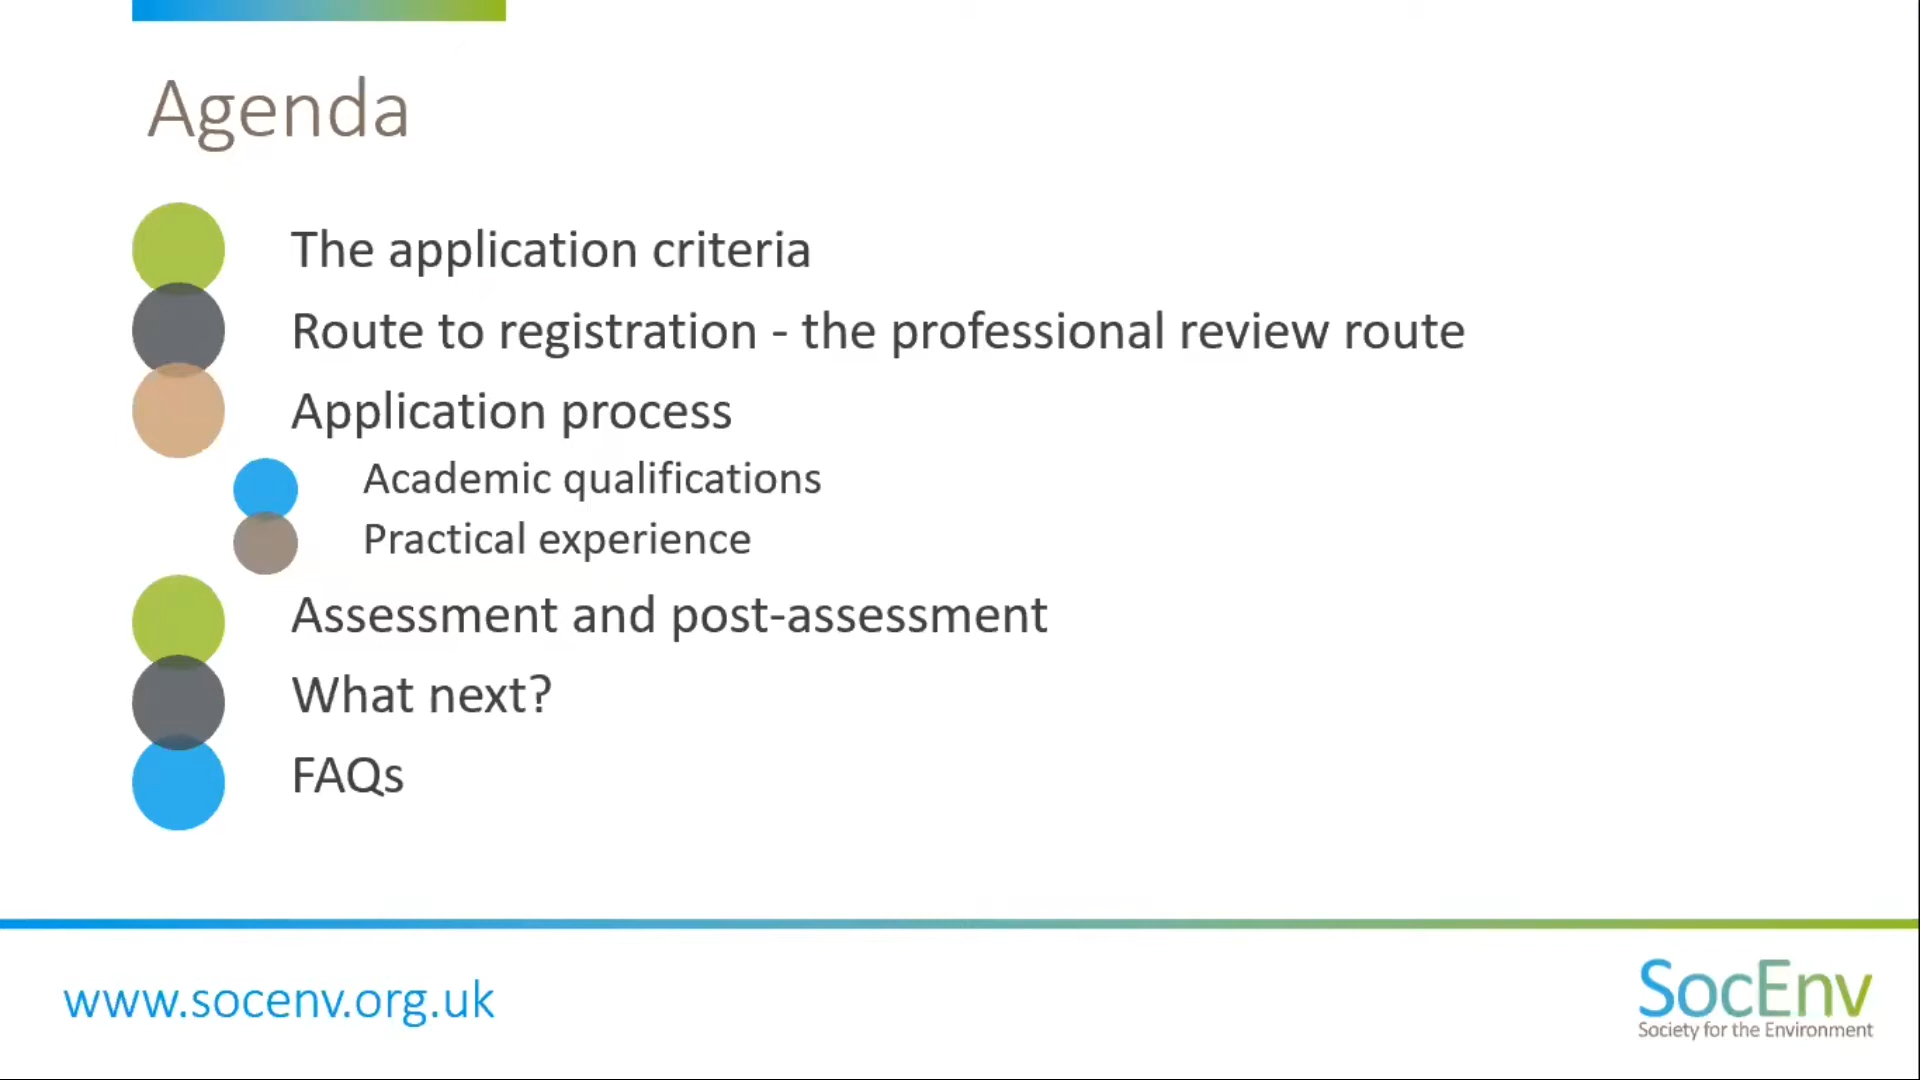 Agenda
The application criteria
Route to registration - the professional review route
Application process
Academic qualifications
Practical experience
Assessment and post-assessment
What next?
FAQs
www.socenv.org.uk
SocEnv
Society for the Environment